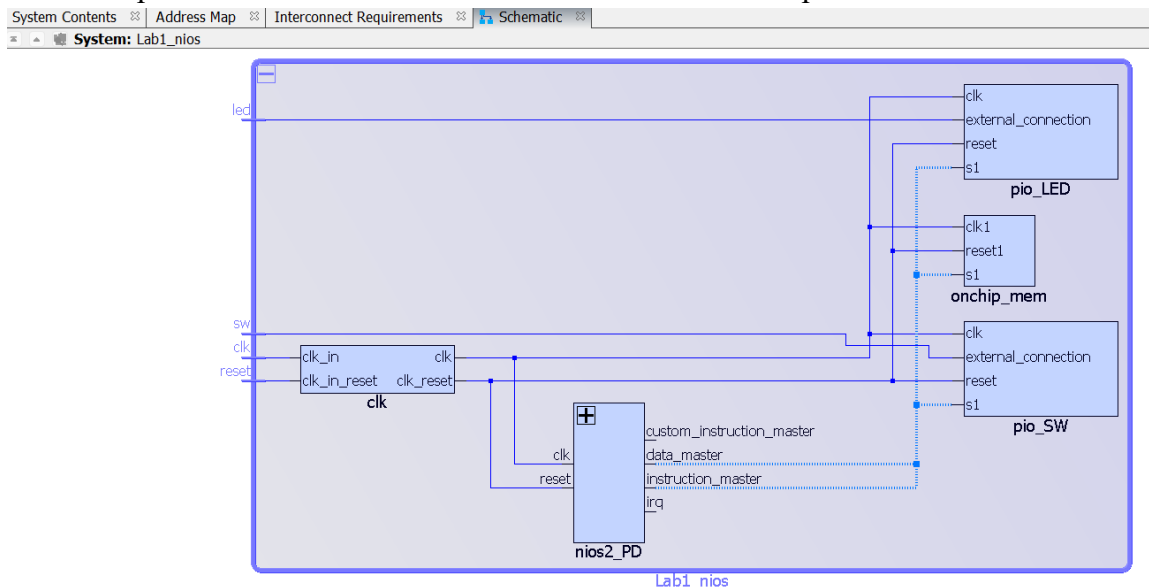 System Contents Address Map Interconnect Requirements Schematic
System: Lab1_nios
led
clk
external_connection
reset
s1
pio_LED
clk1
reset1
s1
onchip_mem
sw
clk
reset
clk_in clk
clk_in_reset clk_reset
clk
clk
external_connection
reset
s1
pio_SW
custom_instruction_master
clk data_master
reset instruction_master
irq
nios2_PD
Lab1_nios